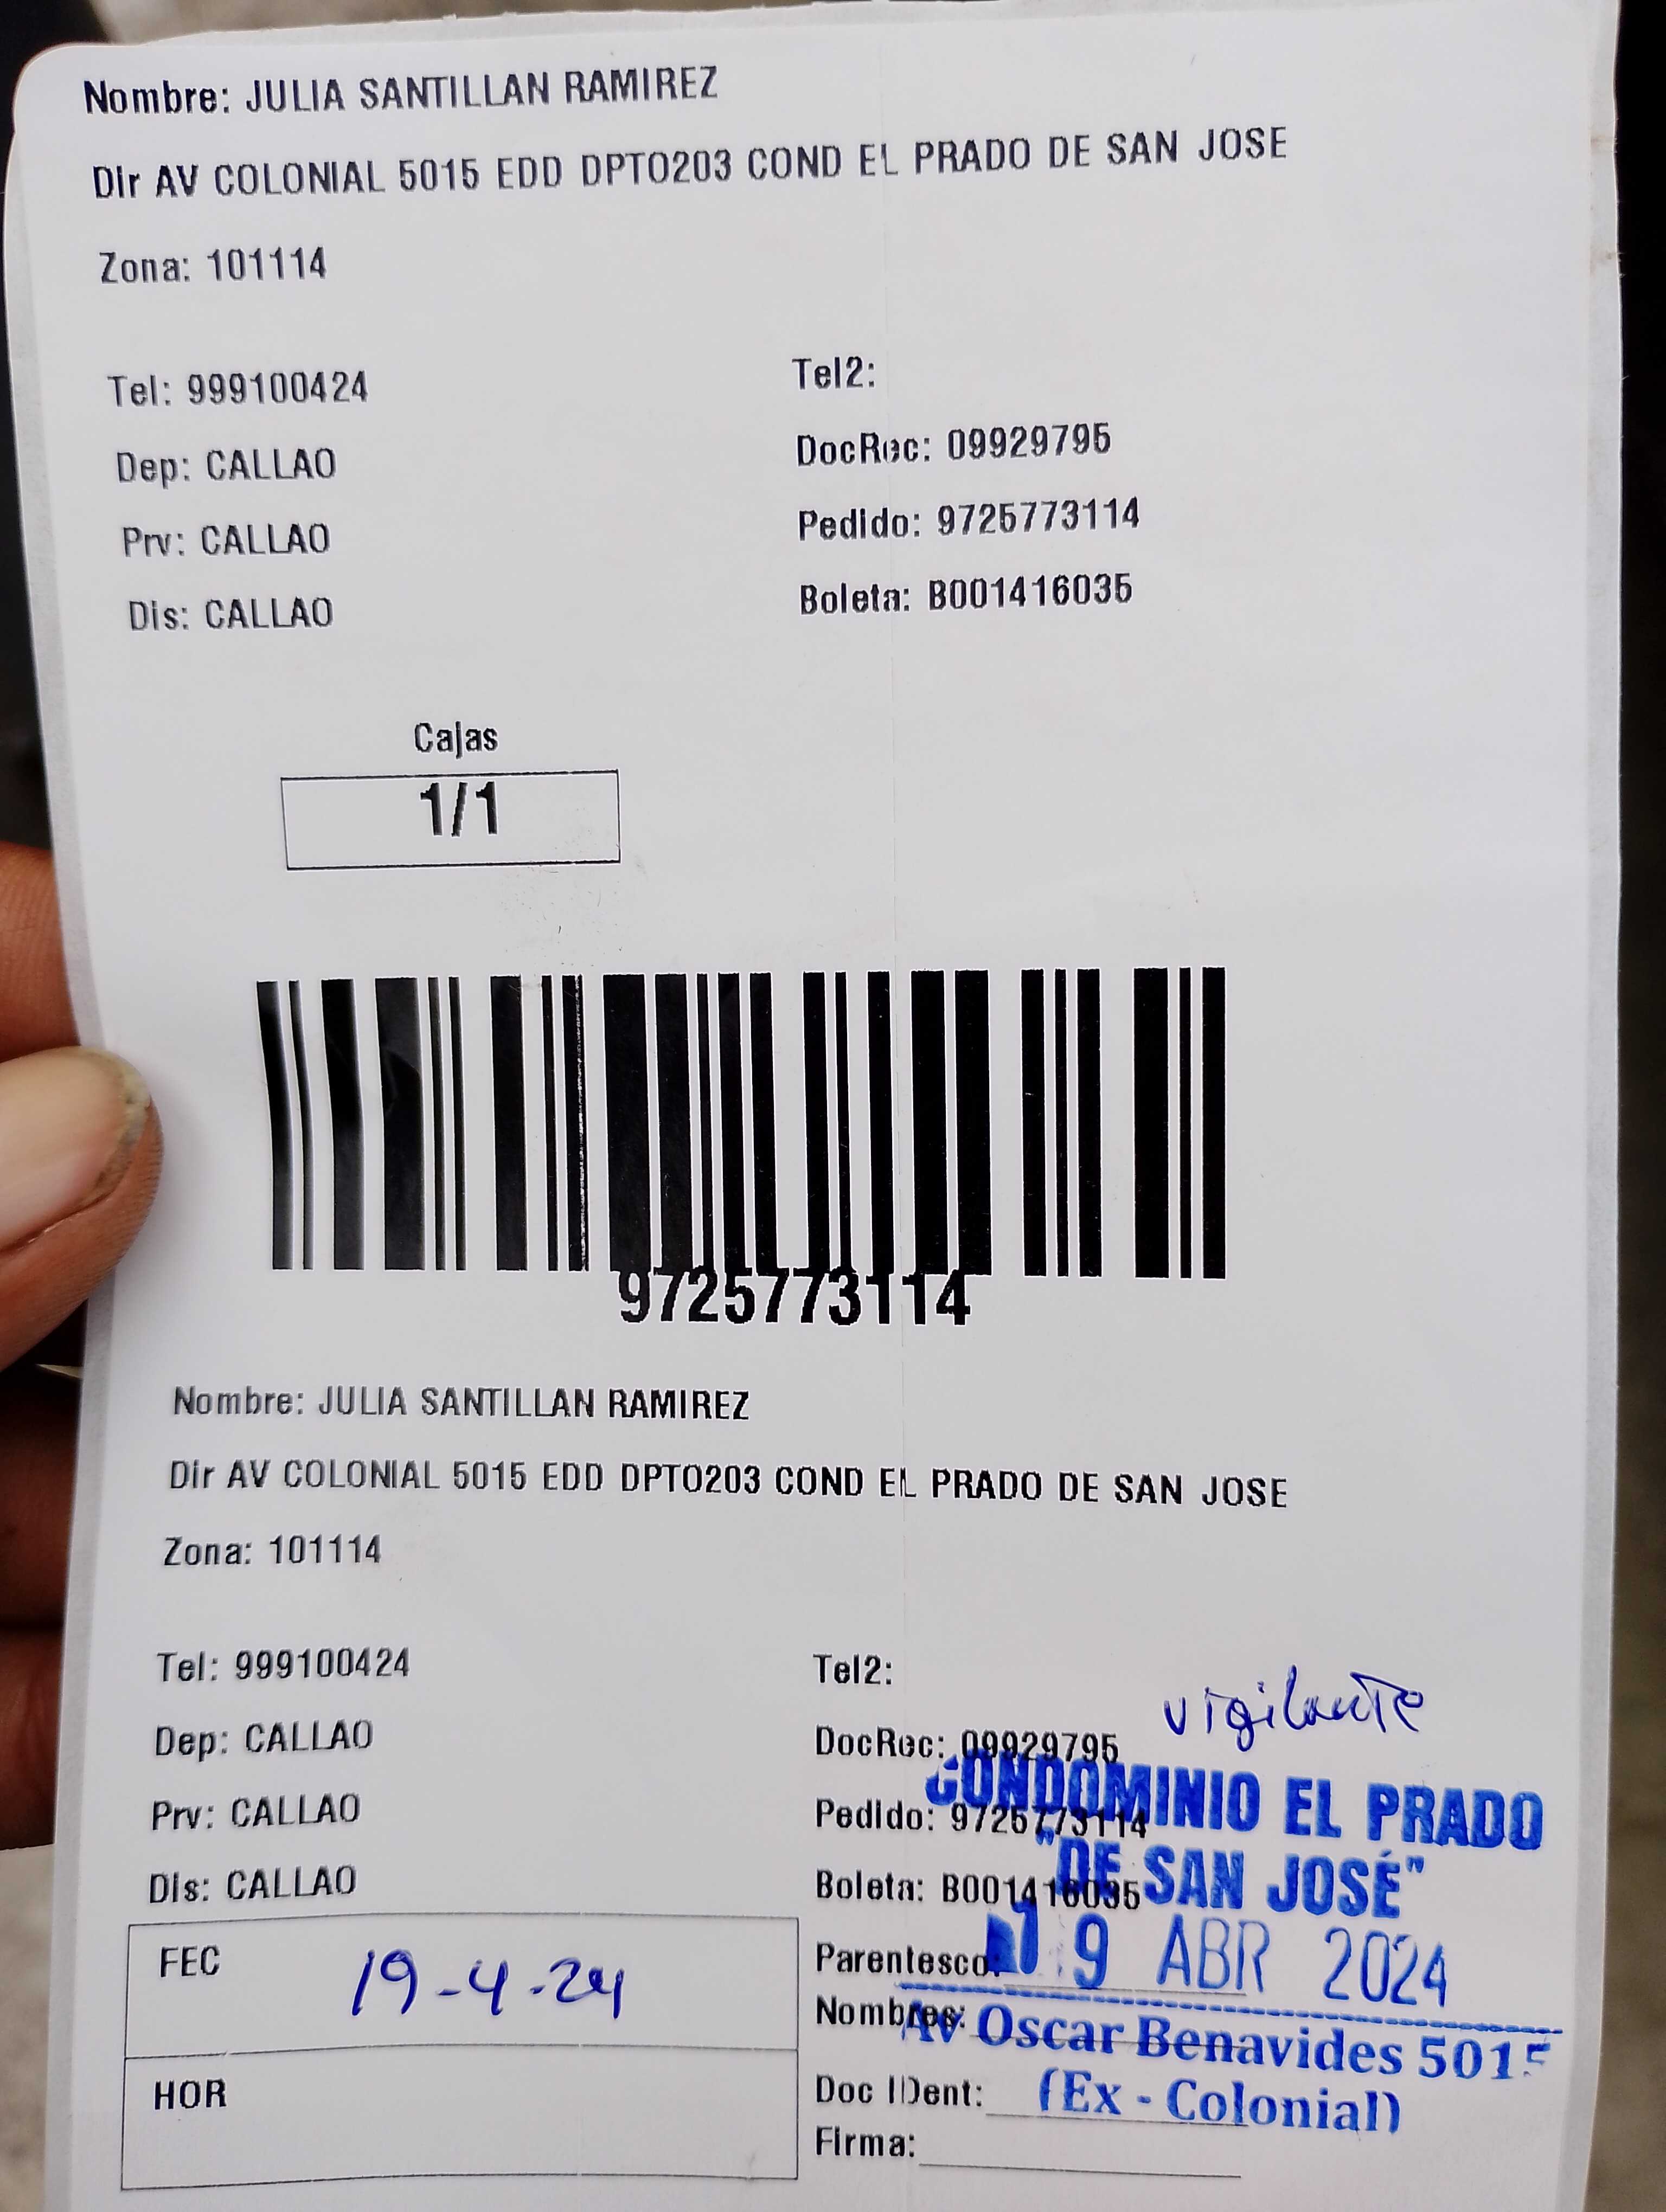 Nombre: JULIA SANTILLAN RAMIREZ
Dir AV COLONIAL 5015 EDD DPTO203 COND EL PRADO DE SAN JOSE
Zona: 101114
Tel: 999100424
Tel2:
Dep: CALLAO
DocRec: 09929795
Prv: CALLAO
Pedido: 9725773114
Dis: CALLAO
Boleta: B001416035
Cajas
1/1
9725773114
Nombre: JULIA SANTILLAN RAMIREZ
Dir AV COLONIAL 5015 EDD DPTO203 COND EL PRADO DE SAN JOSE
Zona: 101114
Tel: 999100424
Tel2:
vigilante
Dep: CALLAO
DocRec: 09929795
CONDOMINIO EL PRADO
Prv: CALLAO
Pedido: 9725773114
"DE SAN JOSÉ"
Dis: CALLAO
Boleta: B001416035
FEC 19-4-24
Parentesco:
19 ABR 2024
Nombres:
AV Oscar Benavides 5015
HOR
Doc IDent:
(Ex - Colonial)
Firma: